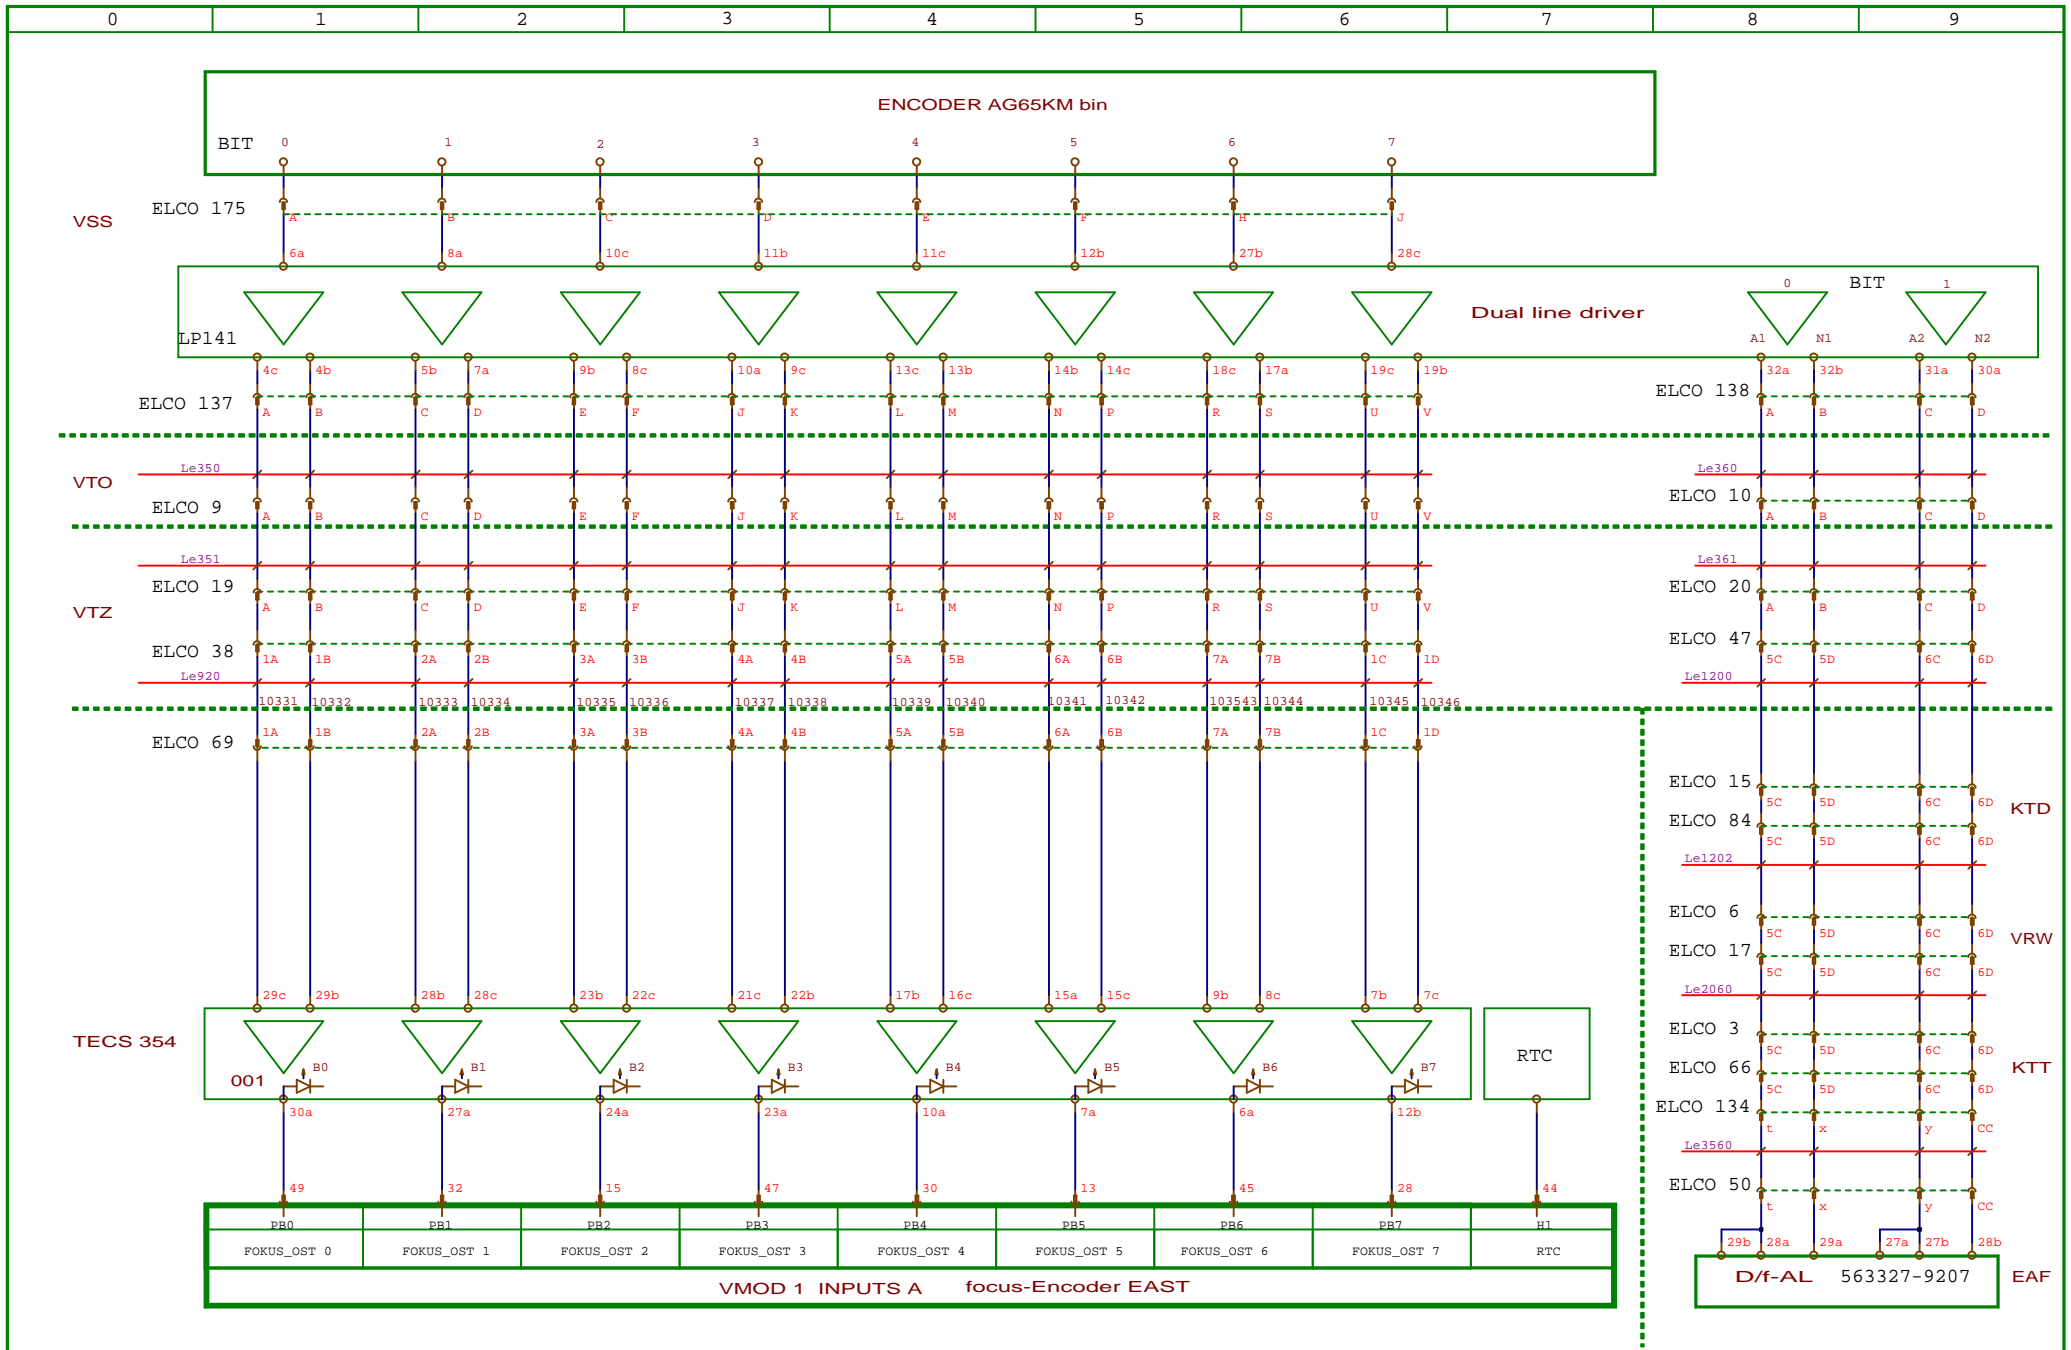 0 1 2 3 4 5 6 7 8 9
ENCODER AG65KM bin
BIT 0 1 2 3 4 5 6 7
ELCO 175
VSS
A B C D E F H J
6a 8a 10c 11b 11c 12b 27b 28c
0 BIT 1
Dual line driver
LP141
A1 N1 A2 N2
4c 4b 5b 7a 9b 8c 10a 9c 13c 13b 14b 14c 18c 17a 19c 19b 32a 32b 31a 30a
ELCO 137
ELCO 138
A B C D E F J K L M N P R S U V A B C D
Le350
Le360
VTO
ELCO 9
ELCO 10
A B C D E F J K L M N P R S U V A B C D
Le351
Le361
ELCO 19
ELCO 20
VTZ
A B C D E F J K L M N P R S U V A B C D
ELCO 38
ELCO 47
1A 1B 2A 2B 3A 3B 4A 4B 5A 5B 6A 6B 7A 7B 1C 1D 5C 5D 6C 6D
Le920
Le1200
10331 10332 10333 10334 10335 10336 10337 10338 10339 10340 10341 10342 103543 10344 10345 10346
1A 1B 2A 2B 3A 3B 4A 4B 5A 5B 6A 6B 7A 7B 1C 1D
ELCO 69
ELCO 15
5C 5D 6C 6D
KTD
ELCO 84
5C 5D 6C 6D
Le1202
ELCO 6
5C 5D 6C 6D
VRW
ELCO 17
5C 5D 6C 6D
Le2060
29c 29b 28b 28c 23b 22c 21c 22b 17b 16c 15a 15c 9b 8c 7b 7c
TECS 354
001
B0 B1 B2 B3 B4 B5 B6 B7
RTC
ELCO 3
5C 5D 6C 6D
ELCO 66
KTT
5C 5D 6C 6D
ELCO 134
t x y CC
Le3560
30a 27a 24a 23a 10a 7a 6a 12b
ELCO 50
t x y CC
49 32 15 47 30 13 45 28 44
PB0 PB1 PB2 PB3 PB4 PB5 PB6 PB7 H1
FOKUS_OST 0 FOKUS_OST 1 FOKUS_OST 2 FOKUS_OST 3 FOKUS_OST 4 FOKUS_OST 5 FOKUS_OST 6 FOKUS_OST 7 RTC
VMOD 1 INPUTS A focus-Encoder EAST
29b 28a 29a 27a 27b 28b
D/f-AL 563327-9207 EAF